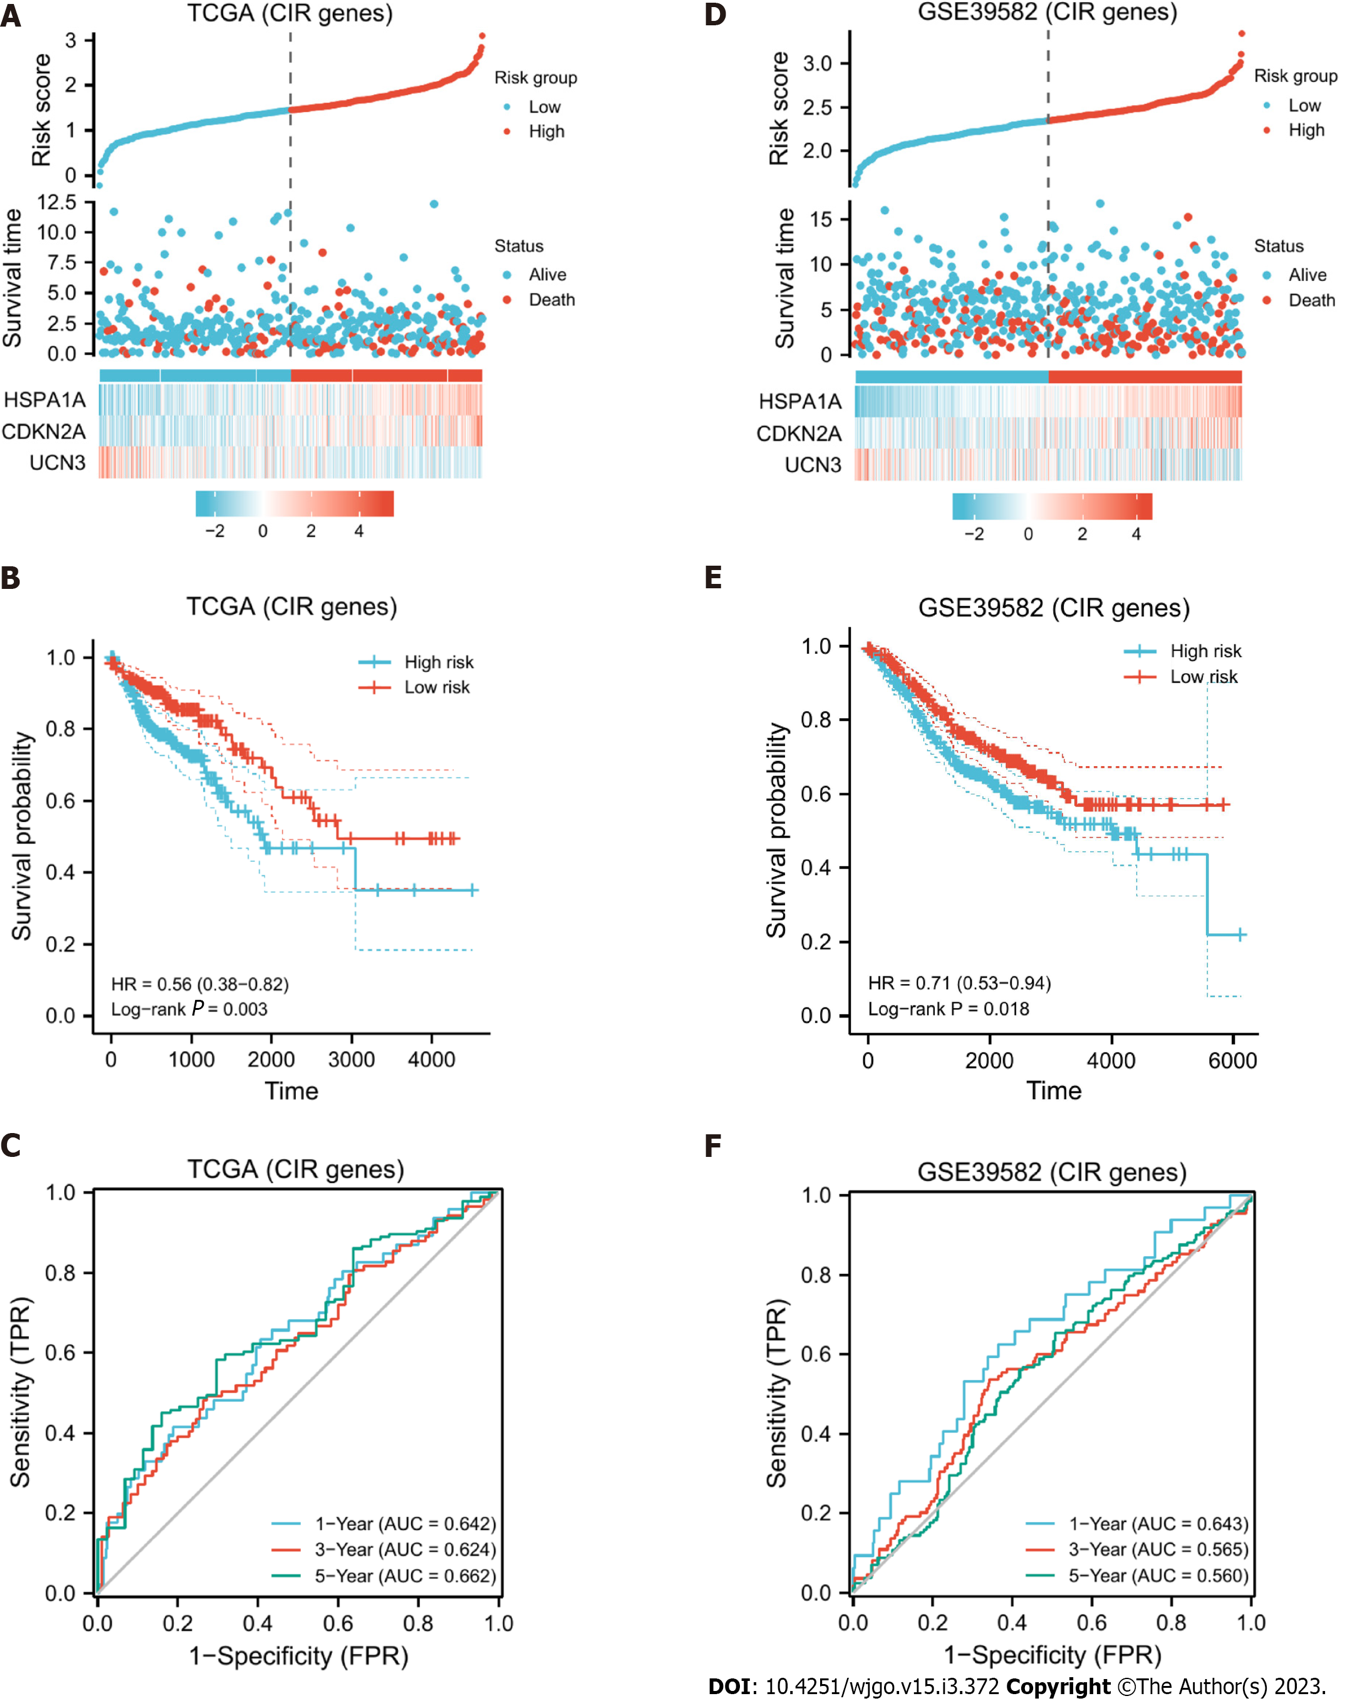 A
TCGA (CIR genes)
Risk score
3
2
1
0
Risk group
Low
High
Survival time
12.5
10.0
7.5
5.0
2.5
0.0
Status
Alive
Death
HSPA1A
CDKN2A
UCN3
−2 0 2 4
D
GSE39582 (CIR genes)
Risk score
3.0
2.5
2.0
Risk group
Low
High
Survival time
15
10
5
0
Status
Alive
Death
HSPA1A
CDKN2A
UCN3
−2 0 2 4
B
TCGA (CIR genes)
Survival probability
1.0
0.8
0.6
0.4
0.2
0.0
High risk
Low risk
HR = 0.56 (0.38−0.82)
Log−rank P = 0.003
0 1000 2000 3000 4000
Time
E
GSE39582 (CIR genes)
Survival probability
1.0
0.8
0.6
0.4
0.2
0.0
High risk
Low risk
HR = 0.71 (0.53−0.94)
Log−rank P = 0.018
0 2000 4000 6000
Time
C
TCGA (CIR genes)
Sensitivity (TPR)
1.0
0.8
0.6
0.4
0.2
0.0
1−Year (AUC = 0.642)
3−Year (AUC = 0.624)
5−Year (AUC = 0.662)
0.0 0.2 0.4 0.6 0.8 1.0
1−Specificity (FPR)
F
GSE39582 (CIR genes)
Sensitivity (TPR)
1.0
0.8
0.6
0.4
0.2
0.0
1−Year (AUC = 0.643)
3−Year (AUC = 0.565)
5−Year (AUC = 0.560)
0.0 0.2 0.4 0.6 0.8 1.0
1−Specificity (FPR)
DOI: 10.4251/wjgo.v15.i3.372 Copyright ©The Author(s) 2023.